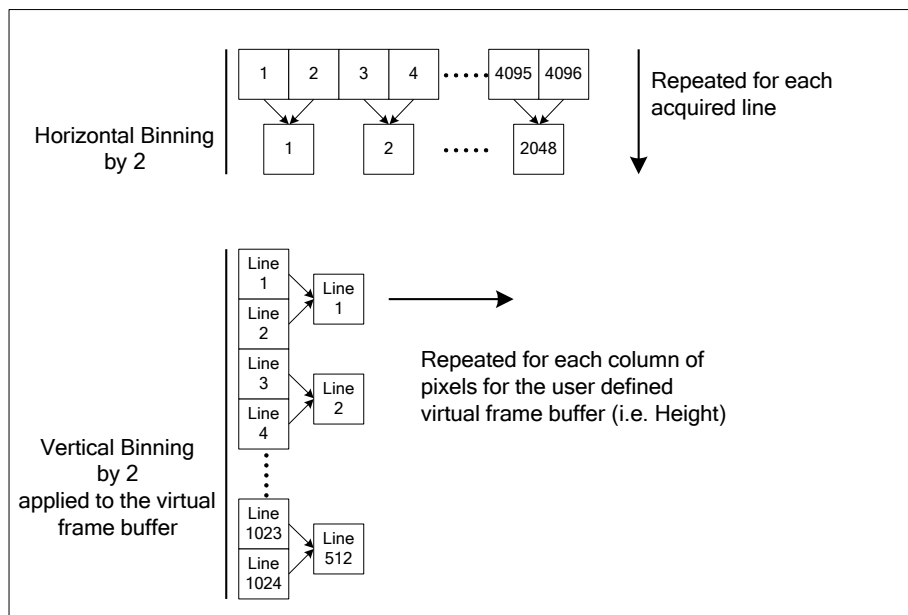 1 2 3 4 ..... 4095 4096
Repeated for each
acquired line
Horizontal Binning
by 2
1 2 ..... 2048
Line
1
Line
2
Line
1
Line
3
Line
4
Line
2
Repeated for each column of
pixels for the user defined
virtual frame buffer (i.e. Height)
Vertical Binning
by 2
applied to the virtual
frame buffer
Line
1023
Line
1024
Line
512